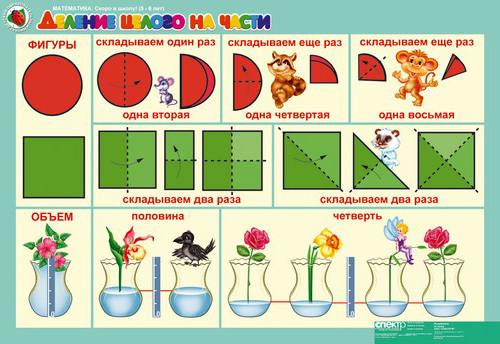 МАТЕМАТИКА: Скоро в школу! (5 - 6 лет)
ДЕЛЕНИЕ ЦЕЛОГО НА ЧАСТИ
ФИГУРЫ
складываем один раз
складываем еще раз
складываем еще раз
одна вторая
одна четвертая
одна восьмая
складываем два раза
складываем два раза
ОБЪЕМ
половина
четверть
спектр